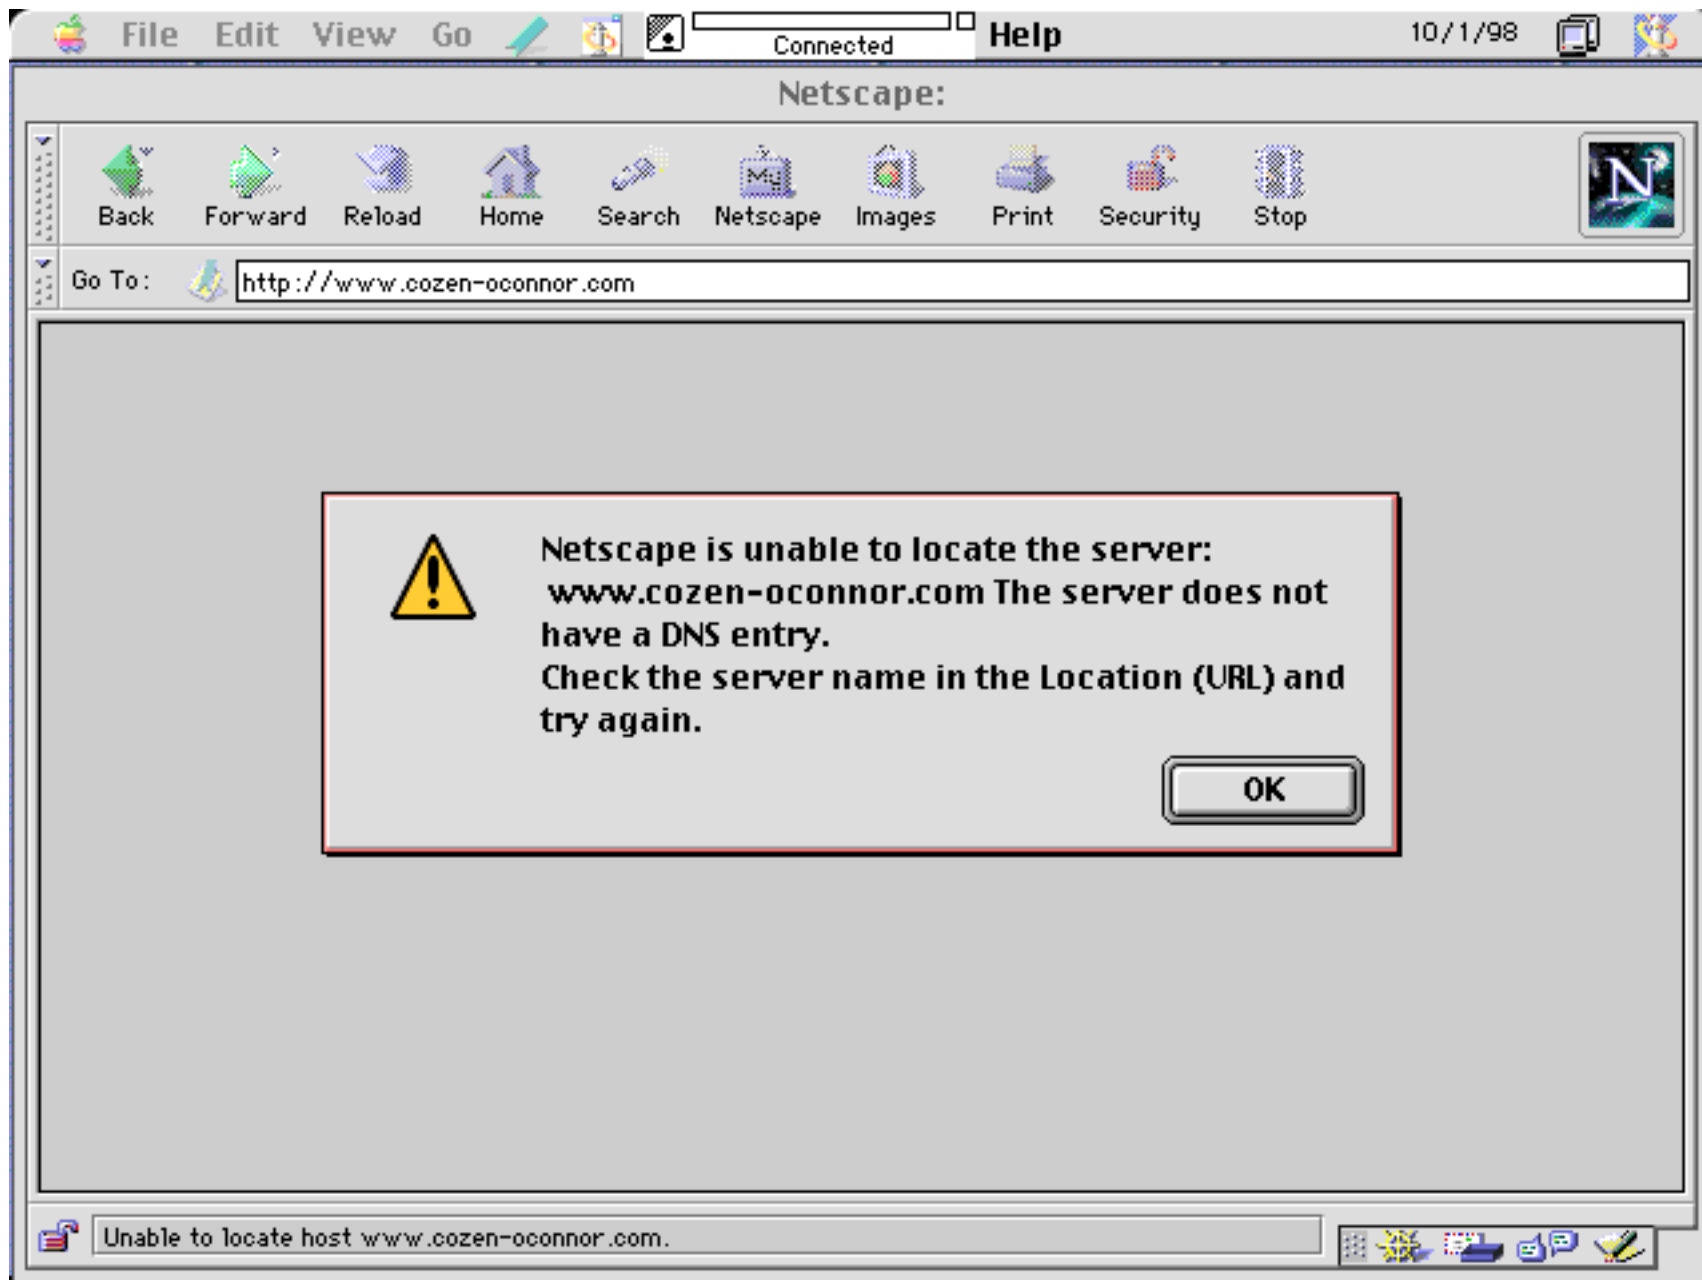 File Edit View Go Connected Help 10/1/98
Netscape:
Back Forward Reload Home Search My Netscape Images Print Security Stop N
Go To: http://www.cozen-oconnor.com
Netscape is unable to locate the server:
www.cozen-oconnor.com The server does not
have a DNS entry.
Check the server name in the Location (URL) and
try again.
OK
Unable to locate host www.cozen-oconnor.com.